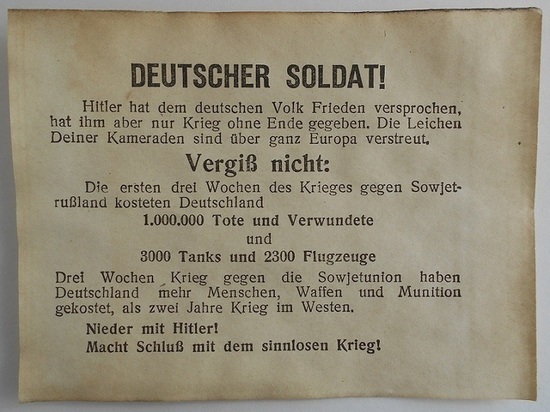 DEUTSCHER SOLDAT!
Hitler hat dem deutschen Volk Frieden versprochen,
hat ihm aber nur Krieg ohne Ende gegeben. Die Leichen
Deiner Kameraden sind über ganz Europa verstreut.
Vergiß nicht:
Die ersten drei Wochen des Krieges gegen Sowjet-
rußland kosteten Deutschland
1.000.000 Tote und Verwundete
und
3000 Tanks und 2300 Flugzeuge
Drei Wochen Krieg gegen die Sowjetunion haben
Deutschland mehr Menschen, Waffen und Munition
gekostet, als zwei Jahre Krieg im Westen.
Nieder mit Hitler!
Macht Schluß mit dem sinnlosen Krieg!